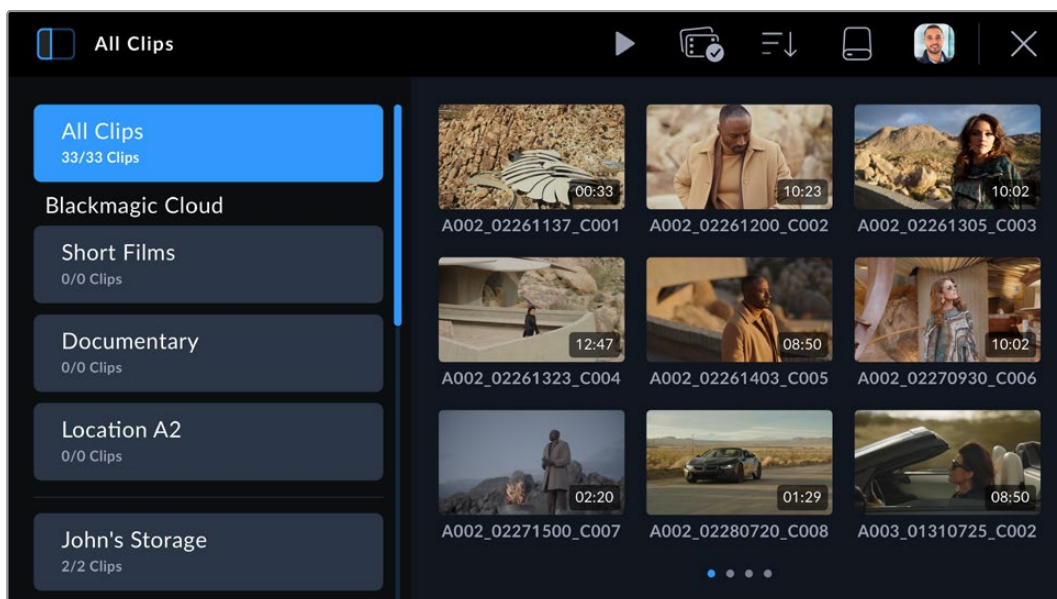 All Clips
All Clips
33/33 Clips
Blackmagic Cloud
Short Films
0/0 Clips
Documentary
0/0 Clips
Location A2
0/0 Clips
John's Storage
2/2 Clips
00:33
10:23
10:02
A002_02261137_C001
A002_02261200_C002
A002_02261305_C003
12:47
08:50
10:02
A002_02261323_C004
A002_02261403_C005
A002_02270930_C006
02:20
01:29
08:50
A002_02271500_C007
A002_02280720_C008
A003_01310725_C002